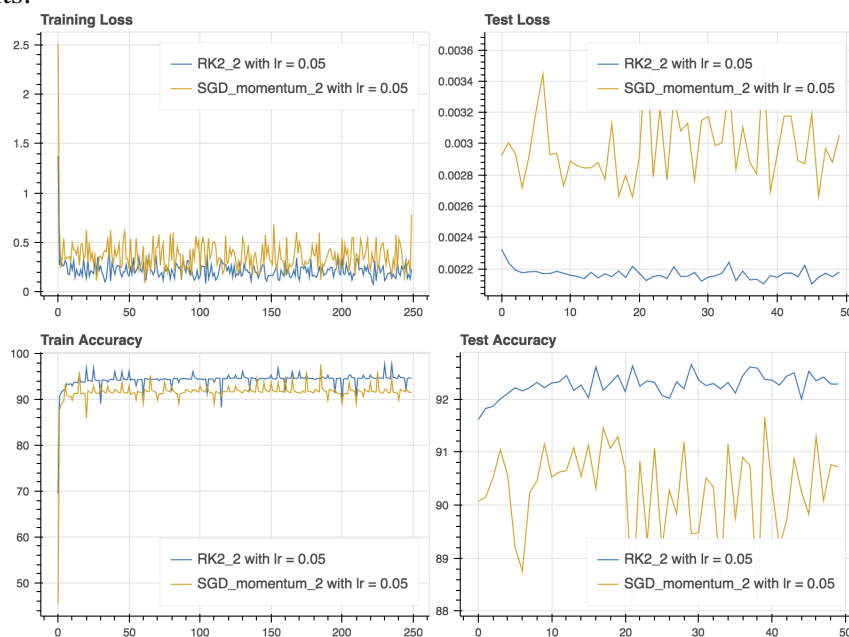 Training Loss
RK2_2 with lr = 0.05
SGD_momentum_2 with lr = 0.05
2.5
2
1.5
1
0.5
0
0 50 100 150 200 250
Test Loss
RK2_2 with lr = 0.05
SGD_momentum_2 with lr = 0.05
0.0036
0.0034
0.0032
0.003
0.0028
0.0026
0.0024
0.0022
0 10 20 30 40 50
Train Accuracy
100
90
80
70
60
50
RK2_2 with lr = 0.05
SGD_momentum_2 with lr = 0.05
0 50 100 150 200 250
Test Accuracy
92
91
90
89
88
RK2_2 with lr = 0.05
SGD_momentum_2 with lr = 0.05
0 10 20 30 40 50